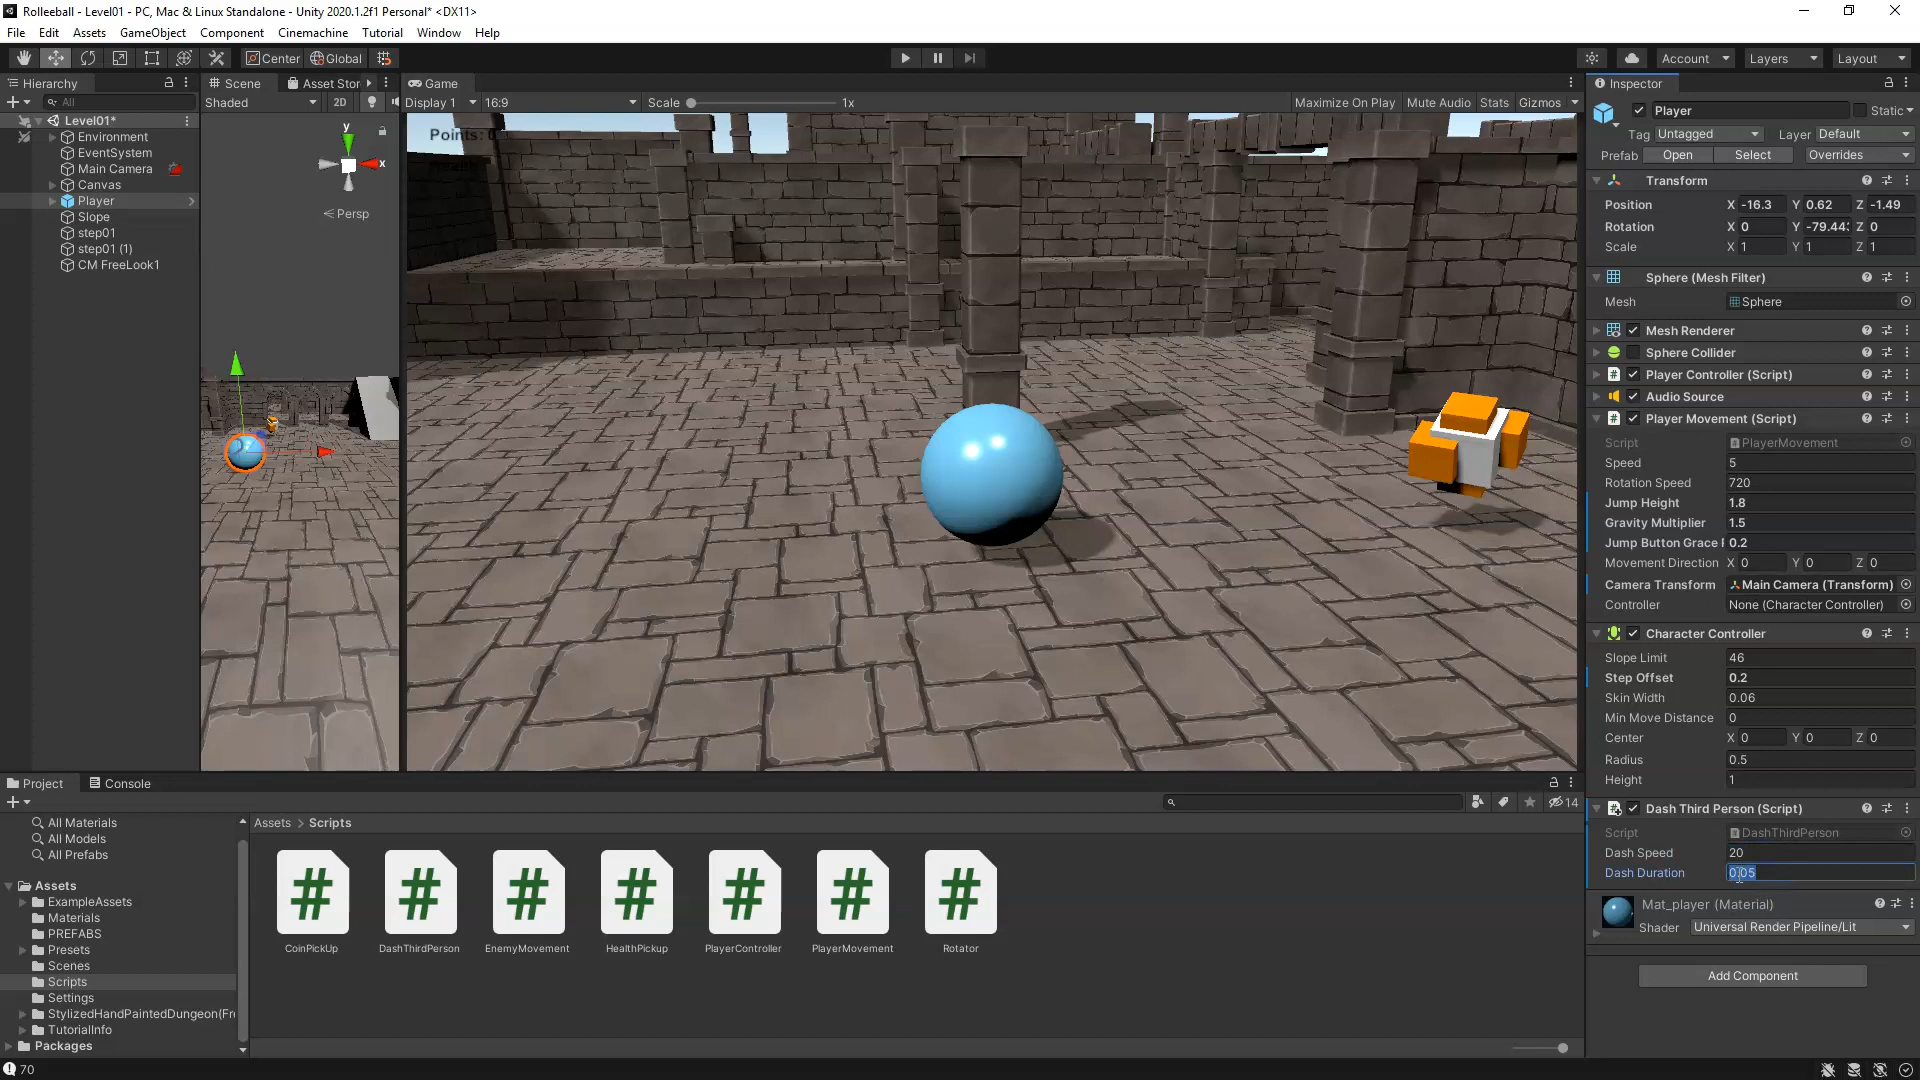 Rolleeball - Level01 - PC, Mac & Linux Standalone - Unity 2020.1.2f1 Personal* <DX11>
File Edit Assets GameObject Component Cinemachine Tutorial Window Help
Center Global Account Layers Layout
Hierarchy
All
Level01*
Environment
EventSystem
Main Camera
Canvas
Player
Slope
step01
step01 (1)
CM FreeLook1
Scene Asset Stor
Shaded 2D
y
x
Persp
Game
Display 1 16:9 Scale 1x Maximize On Play Mute Audio Stats Gizmos
Points: 0
Inspector
Player Static
Tag Untagged Layer Default
Prefab Open Select Overrides
Transform
Position X -16.3 Y 0.62 Z -1.49
Rotation X 0 Y -79.44 Z 0
Scale X 1 Y 1 Z 1
Sphere (Mesh Filter)
Mesh Sphere
Mesh Renderer
Sphere Collider
Player Controller (Script)
Audio Source
Player Movement (Script)
Script PlayerMovement
Speed 5
Rotation Speed 720
Jump Height 1.8
Gravity Multiplier 1.5
Jump Button Grace 0.2
Movement Direction X 0 Y 0 Z 0
Camera Transform Main Camera (Transform)
Controller None (Character Controller)
Character Controller
Slope Limit 46
Step Offset 0.2
Skin Width 0.06
Min Move Distance 0
Center X 0 Y 0 Z 0
Radius 0.5
Height 1
Dash Third Person (Script)
Script DashThirdPerson
Dash Speed 20
Dash Duration 0.05
Mat_player (Material)
Shader Universal Render Pipeline/Lit
Add Component
Project Console
14
All Materials
All Models
All Prefabs
Assets
ExampleAssets
Materials
PREFABS
Presets
Scenes
Scripts
Settings
StylizedHandPaintedDungeon(Fr
TutorialInfo
Packages
Assets > Scripts
CoinPickUp DashThirdPerson EnemyMovement HealthPickup PlayerController PlayerMovement Rotator
70